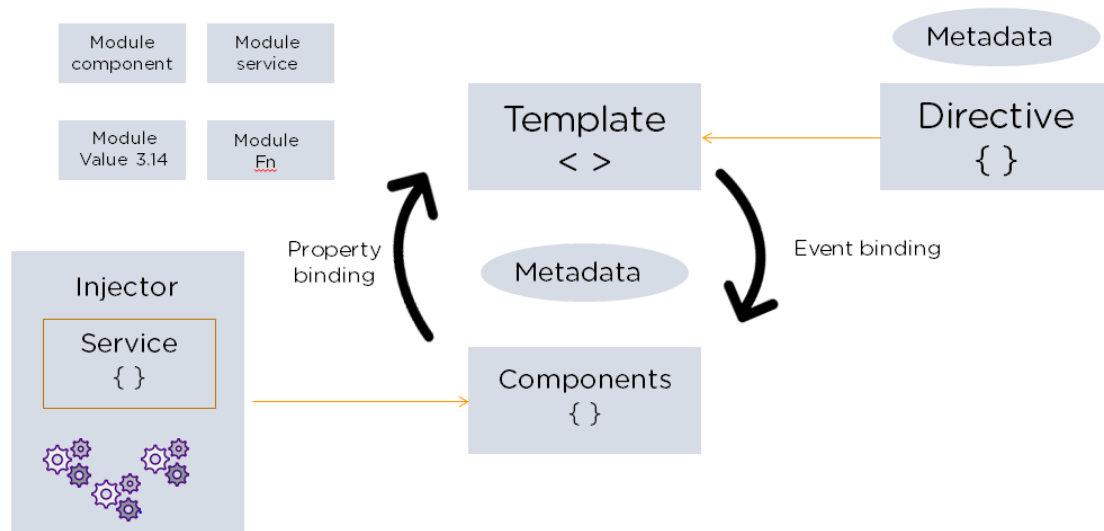 Module
component
Module
service
Module
Value 3.14
Module
Fn
Metadata
Template
< >
Directive
{ }
Property
binding
Metadata
Event binding
Injector
Service
{ }
Components
{ }